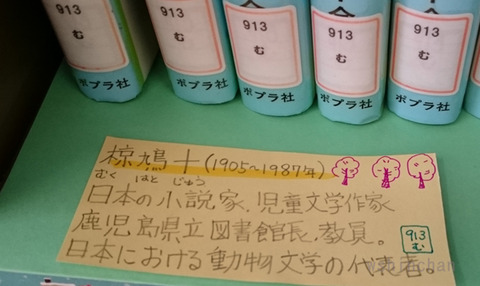 913
む
913
む
913
む
913
む
ポプラ社
ポプラ社
ポプラ社
ポプラ社
椋鳩十(1905~1987年)
むく はと じゅう
日本の小説家、児童文学作家
鹿児島県立図書館長、教員。
日本における動物文学の代表者。
913
む